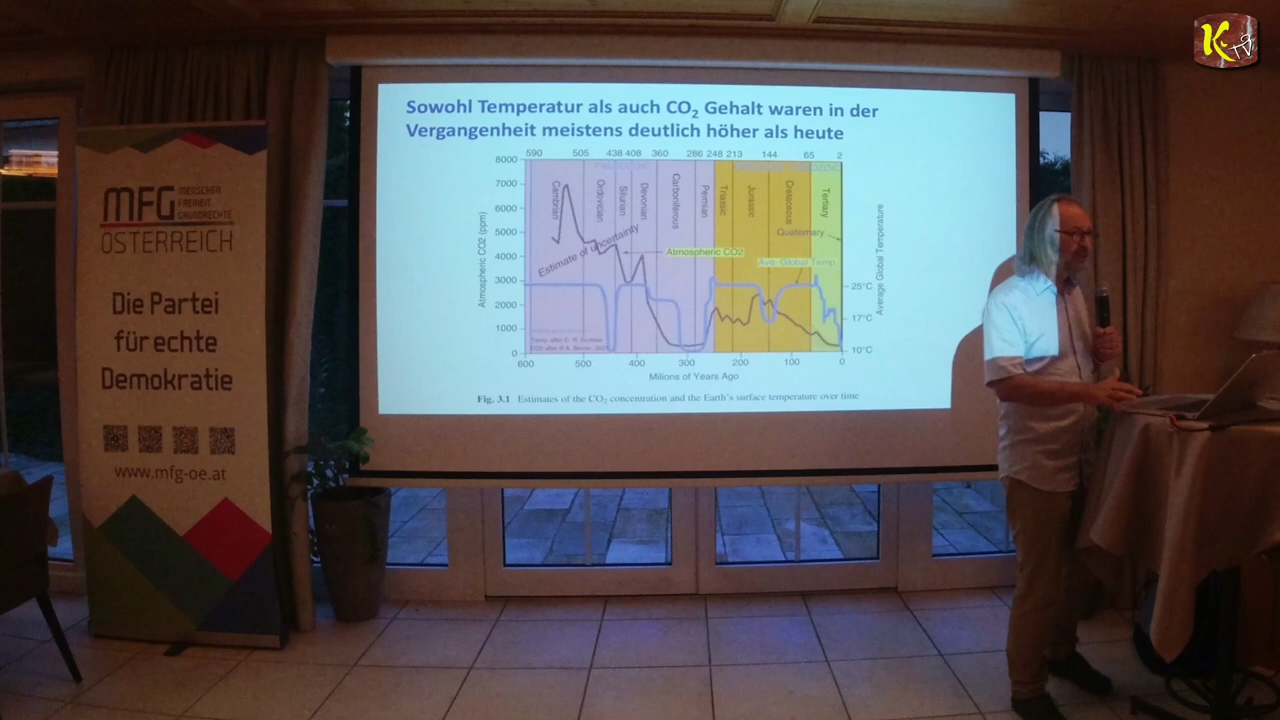 K
TV
MFG
MENSCHEN
FREIHEIT
GRUNDRECHTE
ÖSTERREICH
Die Partei
für echte
Demokratie
www.mfg-oe.at
Sowohl Temperatur als auch CO₂ Gehalt waren in der
Vergangenheit meistens deutlich höher als heute
590 505 438 408 360 286 248 213 144 65 2
8000
7000
6000
5000
4000
3000
2000
1000
0
Atmospheric CO2 (ppm)
Cambrian
Ordovician
Silurian
Devonian
Carboniferous
Permian
Triassic
Jurassic
Cretaceous
Tertiary
Quaternary
Estimate of uncertainty
Atmospheric CO2
Ave. Global Temp.
25°C
17°C
10°C
Average Global Temperature
600 500 400 300 200 100 0
Milions of Years Ago
Fig. 3.1 Estimates of the CO₂ concentration and the Earth's surface temperature over time